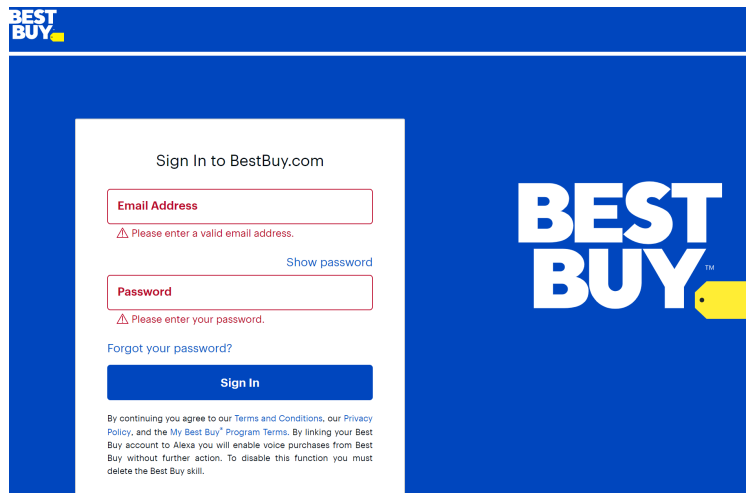 BEST
BUY
Sign In to BestBuy.com
Email Address
⚠ Please enter a valid email address.
Show password
Password
⚠ Please enter your password.
Forgot your password?
Sign In
By continuing you agree to our Terms and Conditions, our Privacy
Policy, and the My Best Buy® Program Terms. By linking your Best
Buy account to Alexa you will enable voice purchases from Best
Buy without further action. To disable this function you must
delete the Best Buy skill.
BEST
BUY™